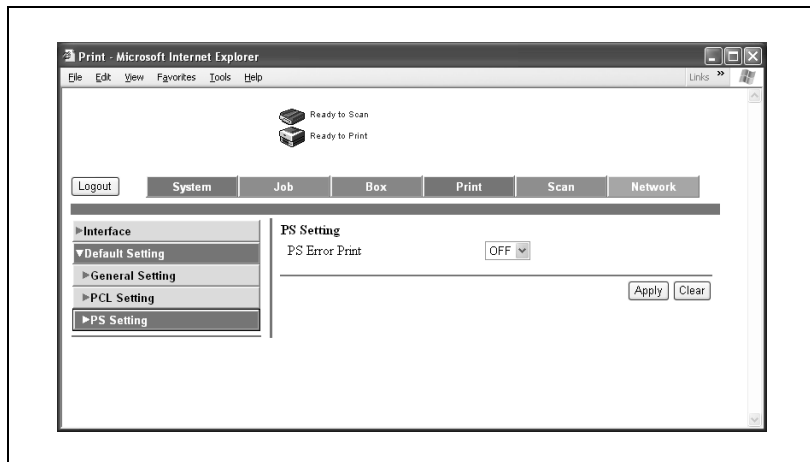 Print - Microsoft Internet Explorer
File Edit View Favorites Tools Help Links »
Ready to Scan
Ready to Print
Logout System Job Box Print Scan Network
Interface
Default Setting
General Setting
PCL Setting
PS Setting
PS Setting
PS Error Print OFF
Apply Clear